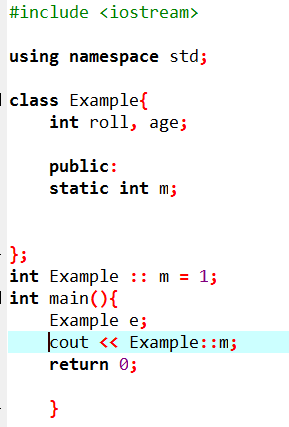 #include <iostream>
using namespace std;
class Example{
int roll, age;
public:
static int m;
};
int Example :: m = 1;
int main(){
Example e;
cout << Example::m;
return 0;
}